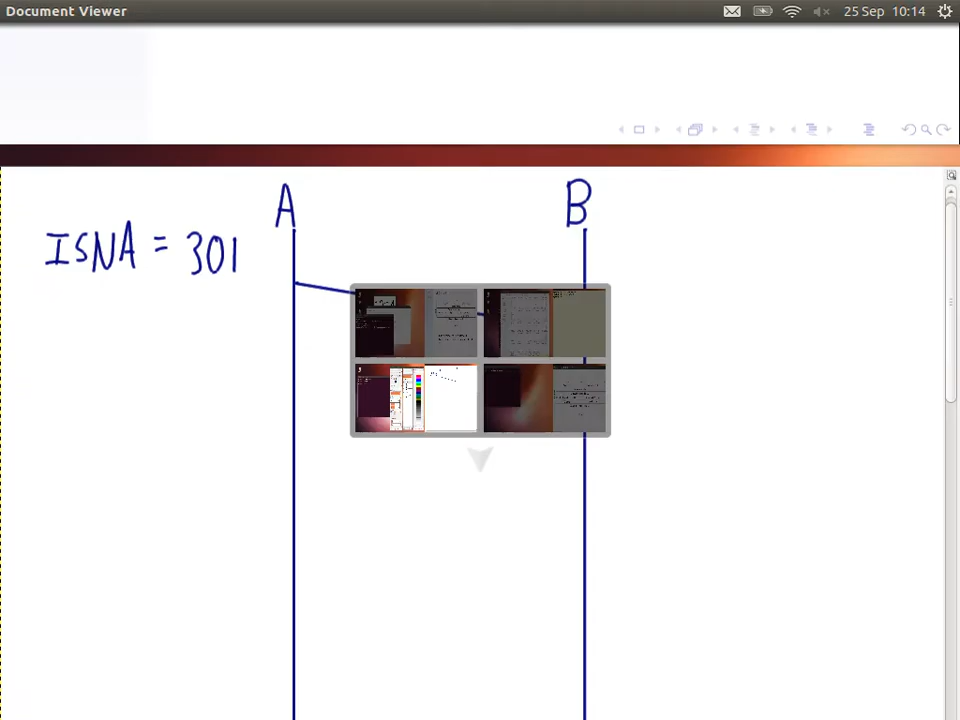 Document Viewer
25 Sep 10:14
A
B
ISNA = 301